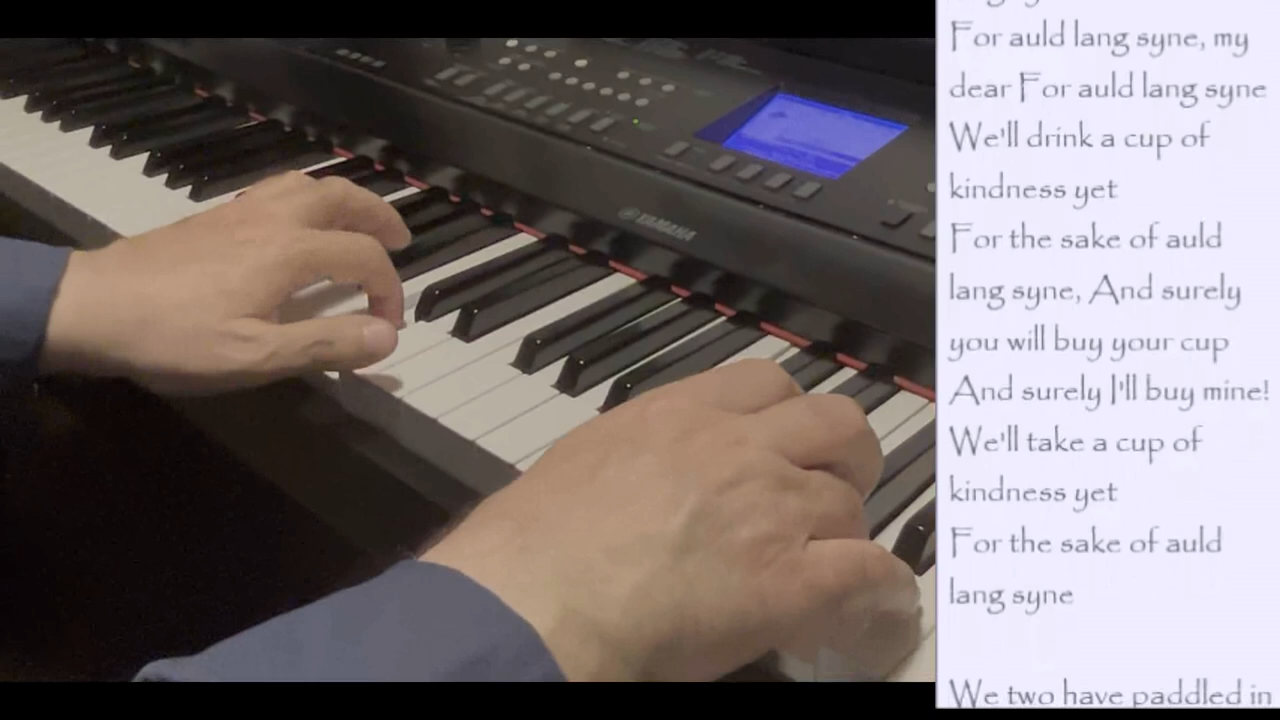 YAMAHA
For auld lang syne, my
dear For auld lang syne
We'll drink a cup of
kindness yet
For the sake of auld
lang syne, And surely
you will buy your cup
And surely I'll buy mine!
We'll take a cup of
kindness yet
For the sake of auld
lang syne
We two have paddled in